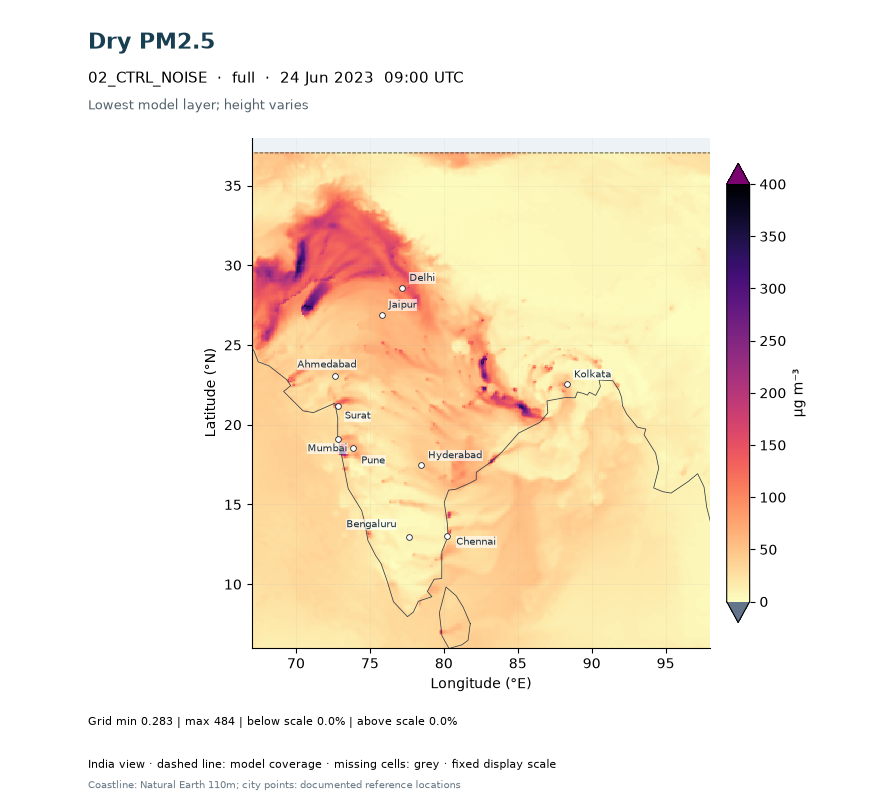 Dry PM2.5
02_CTRL_NOISE · full · 24 Jun 2023 09:00 UTC
Lowest model layer; height varies
35
30
25
20
15
10
Latitude (°N)
70 75 80 85 90 95
Longitude (°E)
Delhi
Jaipur
Ahmedabad
Kolkata
Surat
Mumbai
Pune
Hyderabad
Bengaluru
Chennai
400
350
300
250
200
150
100
50
0
µg m⁻³
Grid min 0.283 | max 484 | below scale 0.0% | above scale 0.0%
India view · dashed line: model coverage · missing cells: grey · fixed display scale
Coastline: Natural Earth 110m; city points: documented reference locations